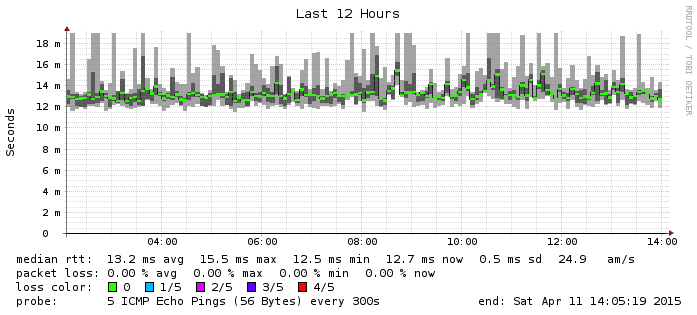 Last 12 Hours
RRDTOOL / TOBI OETIKER
Seconds
18 m
16 m
14 m
12 m
10 m
8 m
6 m
4 m
2 m
0
04:00 06:00 08:00 10:00 12:00 14:00
median rtt: 13.2 ms avg 15.5 ms max 12.5 ms min 12.7 ms now 0.5 ms sd 24.9 am/s
packet loss: 0.00 % avg 0.00 % max 0.00 % min 0.00 % now
loss color: 0 1/5 2/5 3/5 4/5
probe: 5 ICMP Echo Pings (56 Bytes) every 300s end: Sat Apr 11 14:05:19 2015